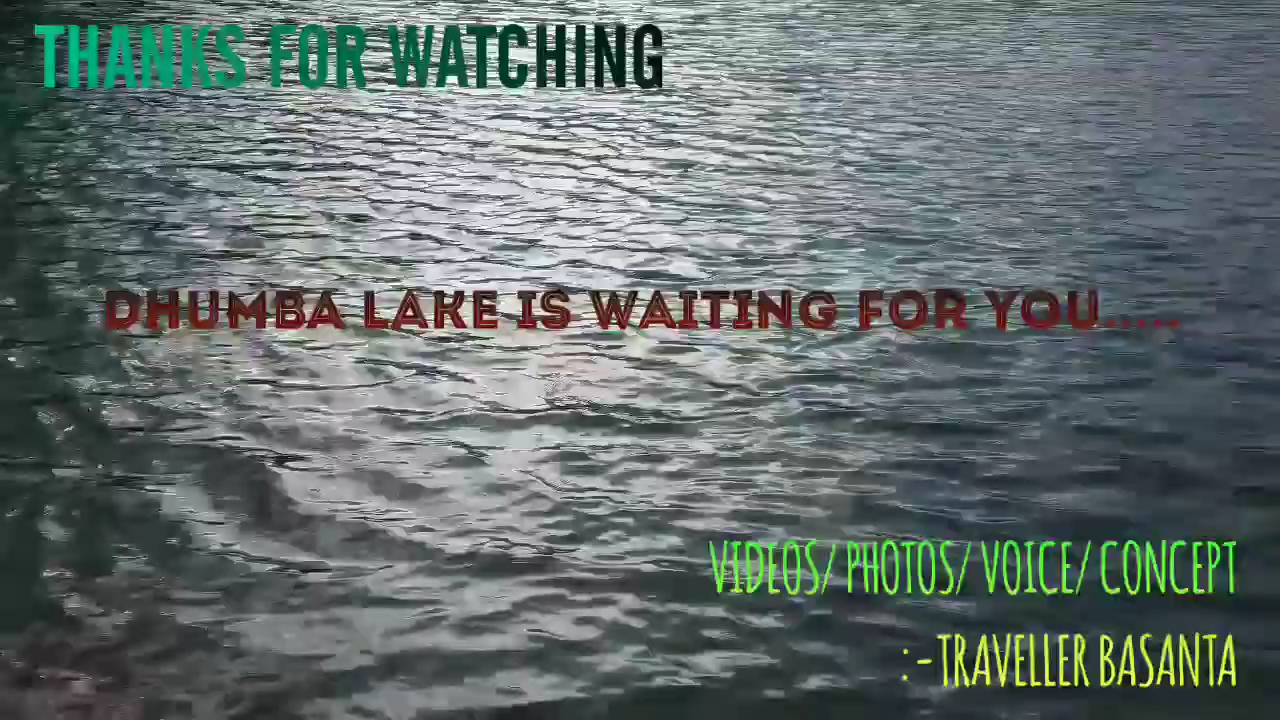 THANKS FOR WATCHING
DHUMBA LAKE IS WAITING FOR YOU.....
VIDEOS/ PHOTOS/ VOICE/ CONCEPT
:-TRAVELLER BASANTA